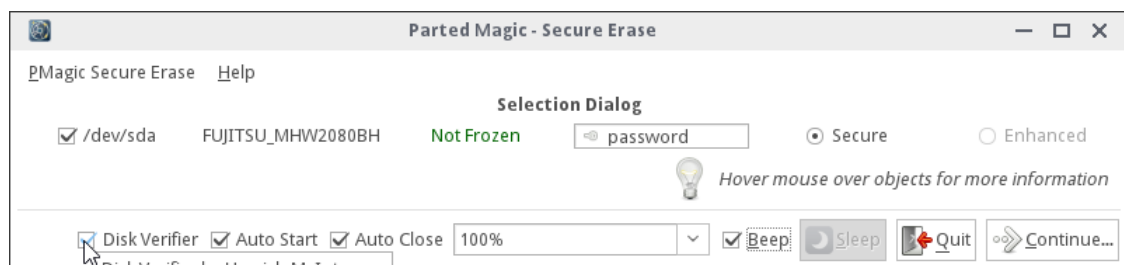 Parted Magic - Secure Erase
PMagic Secure Erase Help
Selection Dialog
/dev/sda FUJITSU_MHW2080BH Not Frozen password Secure Enhanced
Hover mouse over objects for more information
Disk Verifier Auto Start Auto Close 100% Beep Sleep Quit Continue...